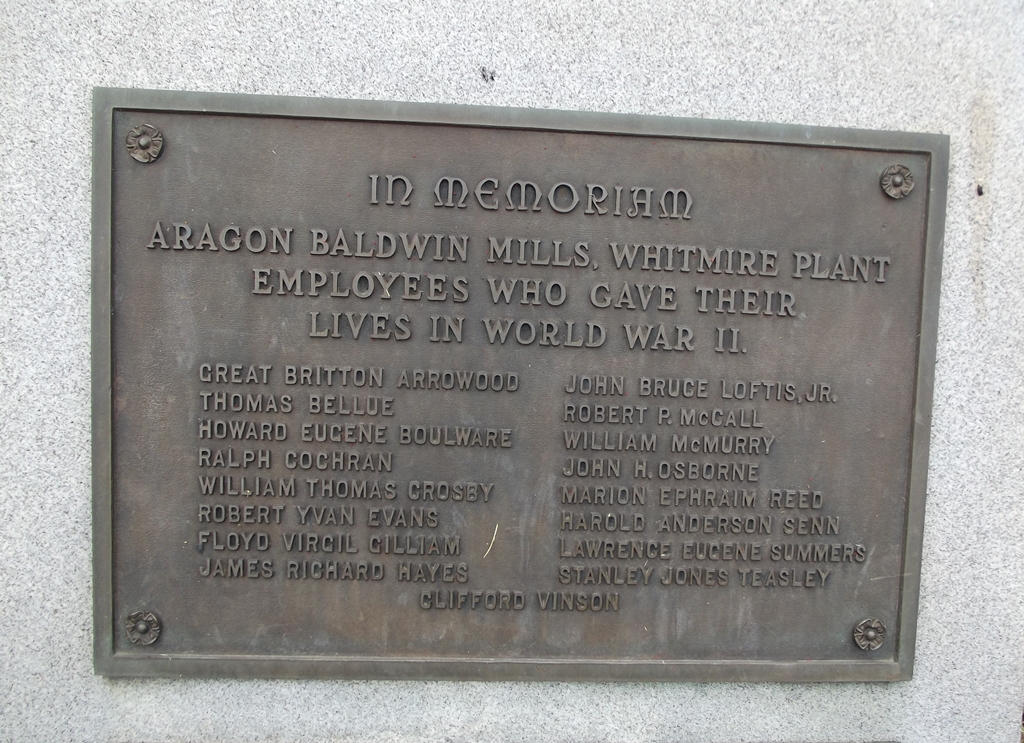 IN MEMORIAM
ARAGON BALDWIN MILLS, WHITMIRE PLANT
EMPLOYEES WHO GAVE THEIR
LIVES IN WORLD WAR II.
GREAT BRITTON ARROWOOD
THOMAS BELLUE
HOWARD EUGENE BOULWARE
RALPH COCHRAN
WILLIAM THOMAS CROSBY
ROBERT YVAN EVANS
FLOYD VIRGIL GILLIAM
JAMES RICHARD HAYES
JOHN BRUCE LOFTIS, JR.
ROBERT P. McCALL
WILLIAM McMURRY
JOHN H. OSBORNE
MARION EPHRAIM REED
HAROLD ANDERSON SENN
LAWRENCE EUGENE SUMMERS
STANLEY JONES TEASLEY
CLIFFORD VINSON